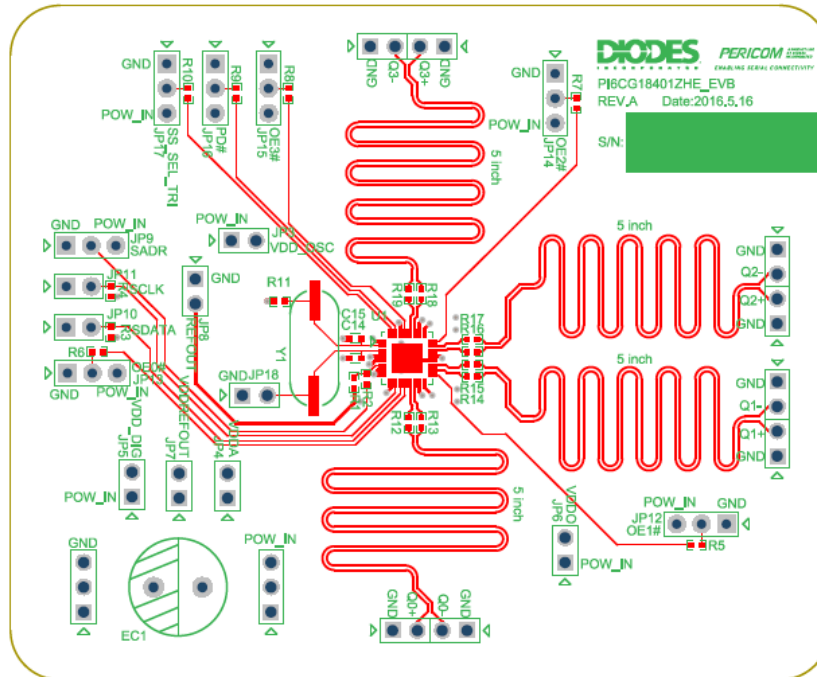 DIODES
INCORPORATED
PERICOM
ENABLING SERIAL CONNECTIVITY
PI6CG18401ZHE_EVB
REV.A Date:2016.5.16
S/N:
GND
POW_IN
R10
JP17
SS_SEL_TRI
R9
PD#
JP16
R8
OE3#
JP15
GND
Q3-
Q3+
GND
5 inch
GND
POW_IN
R7
OE2#
JP14
GND
POW_IN
JP9
SADR
JP11
SCLK
JP10
SDATA
R3
R6
OE0#
GND
POW_IN
GND
JP8
REFOUT
POW_IN
VDD_OSC
R11
C15
C14
U1
Y1
GND
JP18
R2
R19
R18
R17
R16
R15
R14
R12
R13
5 inch
GND
Q2-
Q2+
GND
5 inch
GND
Q1-
Q1+
GND
VDD_DIG
JP5
POW_IN
VDDREFOUT
JP7
VDDA
JP4
GND
EC1
POW_IN
5 inch
GND
Q0+
Q0-
GND
VDDO
JP6
POW_IN
POW_IN
GND
JP12
OE1#
R5